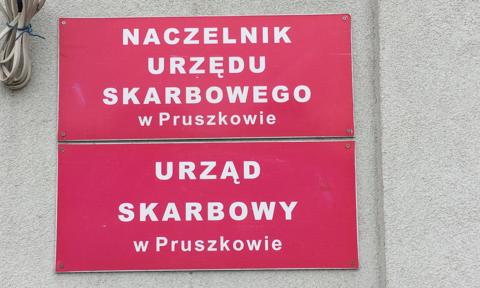 NACZELNIK
URZĘDU
SKARBOWEGO
w Pruszkowie
URZĄD
SKARBOWY
w Pruszkowie